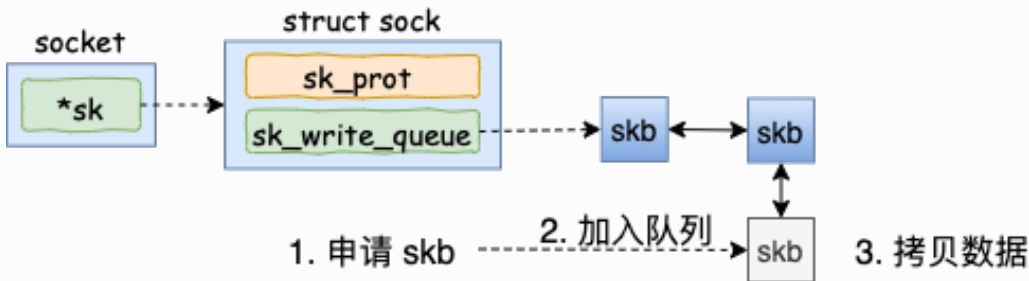 socket
struct sock
*sk
sk_prot
sk_write_queue
skb
skb
1. 申请 skb
2. 加入队列
skb
3. 拷贝数据